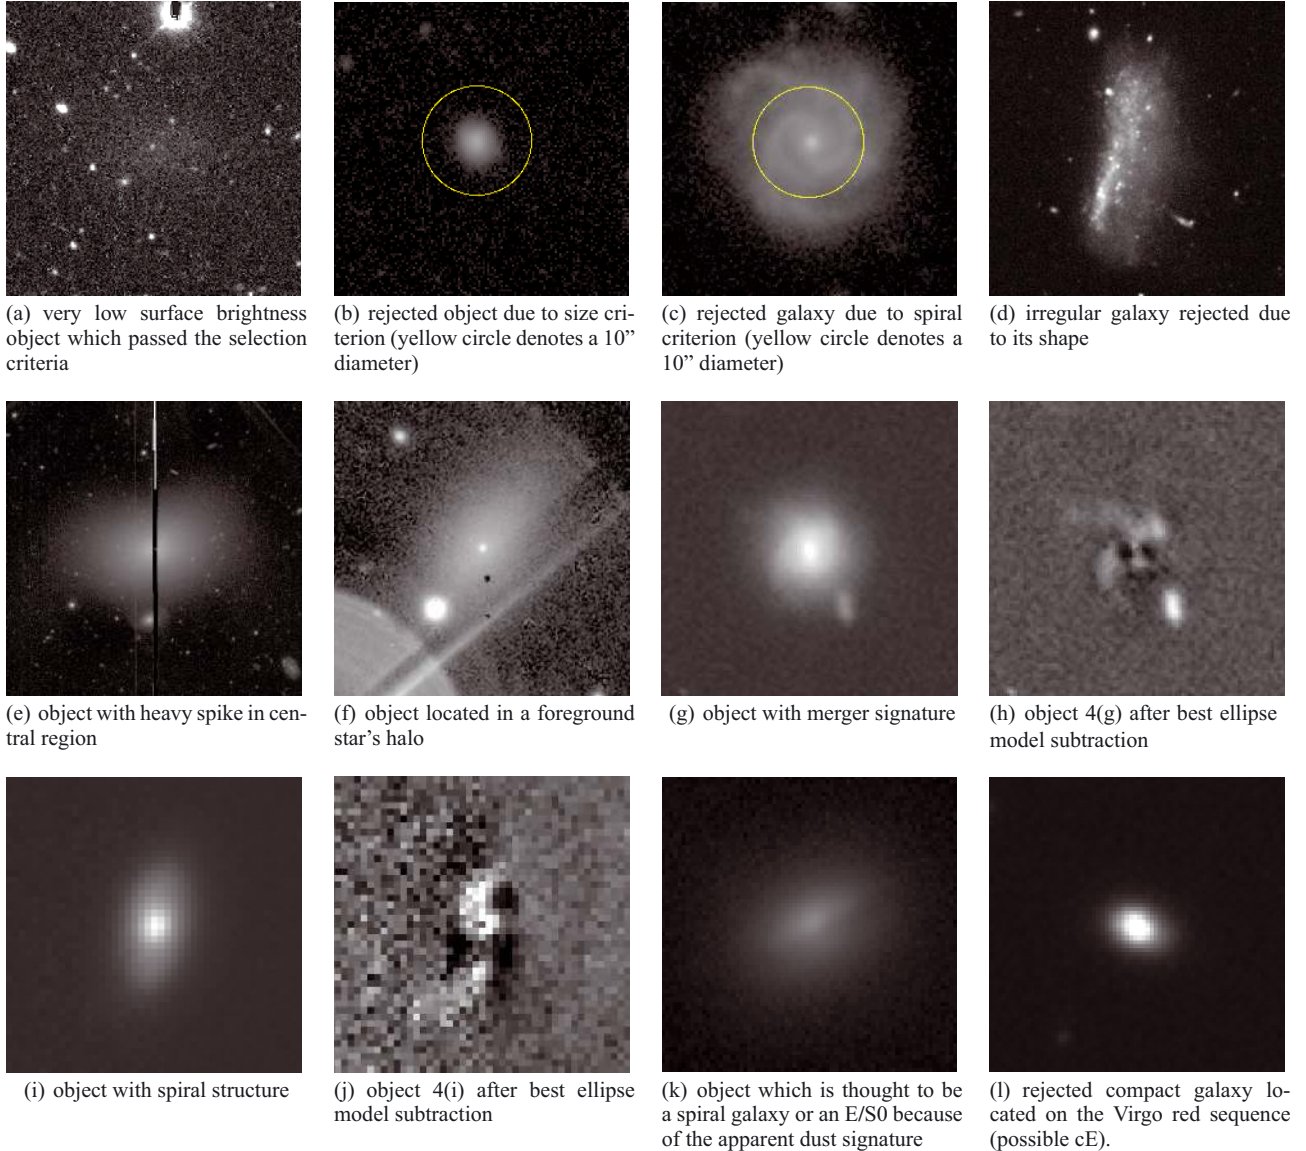 (a) very low surface brightness
object which passed the selection
criteria
(b) rejected object due to size cri-
terion (yellow circle denotes a 10”
diameter)
(c) rejected galaxy due to spiral
criterion (yellow circle denotes a
10” diameter)
(d) irregular galaxy rejected due
to its shape
(e) object with heavy spike in cen-
tral region
(f) object located in a foreground
star’s halo
(g) object with merger signature
(h) object 4(g) after best ellipse
model subtraction
(i) object with spiral structure
(j) object 4(i) after best ellipse
model subtraction
(k) object which is thought to be
a spiral galaxy or an E/S0 because
of the apparent dust signature
(l) rejected compact galaxy lo-
cated on the Virgo red sequence
(possible cE).